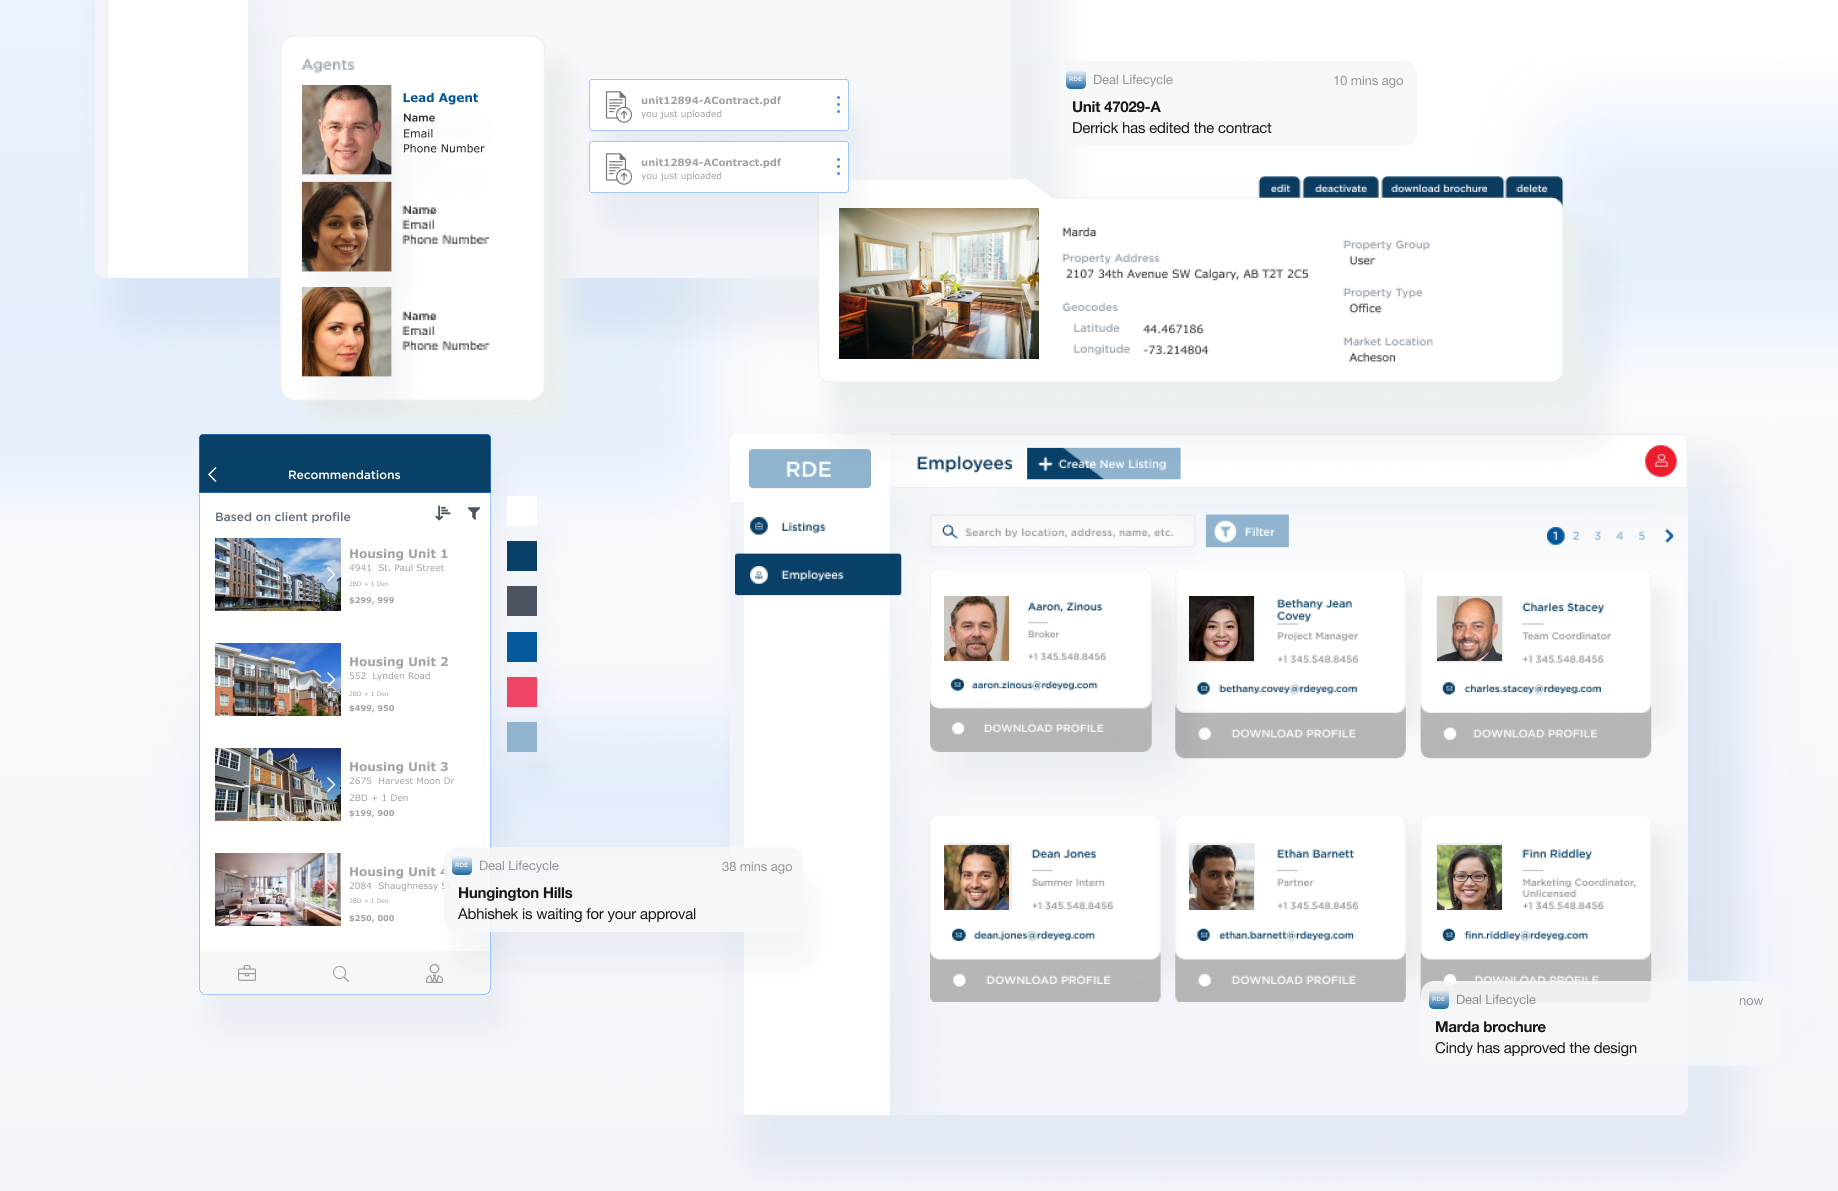 Agents
Lead Agent
Name
Email
Phone Number
Name
Email
Phone Number
Name
Email
Phone Number
unit12894-AContract.pdf
you just uploaded
unit12894-AContract.pdf
you just uploaded
RDE
Deal Lifecycle
10 mins ago
Unit 47029-A
Derrick has edited the contract
edit
deactivate
download brochure
delete
Marda
Property Address
2107 34th Avenue SW Calgary, AB T2T 2C5
Geocodes
Latitude 44.467186
Longitude -73.214804
Property Group
User
Property Type
Office
Market Location
Acheson
Recommendations
Based on client profile
Housing Unit 1
4941 St. Paul Street
2BD + 1 Den
$299, 999
Housing Unit 2
552 Lynden Road
2BD + 1 Den
$499, 950
Housing Unit 3
2675 Harvest Moon Dr
2BD + 1 Den
$199, 900
Housing Unit 4
2084 Shaughnessy S
2BD + 1 Den
$250, 000
RDE
Deal Lifecycle
38 mins ago
Hungington Hills
Abhishek is waiting for your approval
RDE
Employees
Create New Listing
Listings
Employees
Search by location, address, name, etc.
Filter
1 2 3 4 5
Aaron, Zinous
Broker
+1 345.548.8456
aaron.zinous@rdeyeg.com
DOWNLOAD PROFILE
Bethany Jean
Covey
Project Manager
+1 345.548.8456
bethany.covey@rdeyeg.com
DOWNLOAD PROFILE
Charles Stacey
Team Coordinator
+1 345.548.8456
charles.stacey@rdeyeg.com
DOWNLOAD PROFILE
Dean Jones
Summer Intern
+1 345.548.8456
dean.jones@rdeyeg.com
DOWNLOAD PROFILE
Ethan Barnett
Partner
+1 345.548.8456
ethan.barnett@rdeyeg.com
DOWNLOAD PROFILE
Finn Riddley
Marketing Coordinator,
Unlicensed
+1 345.548.8456
finn.riddley@rdeyeg.com
DOWNLOAD PROFILE
RDE
Deal Lifecycle
now
Marda brochure
Cindy has approved the design